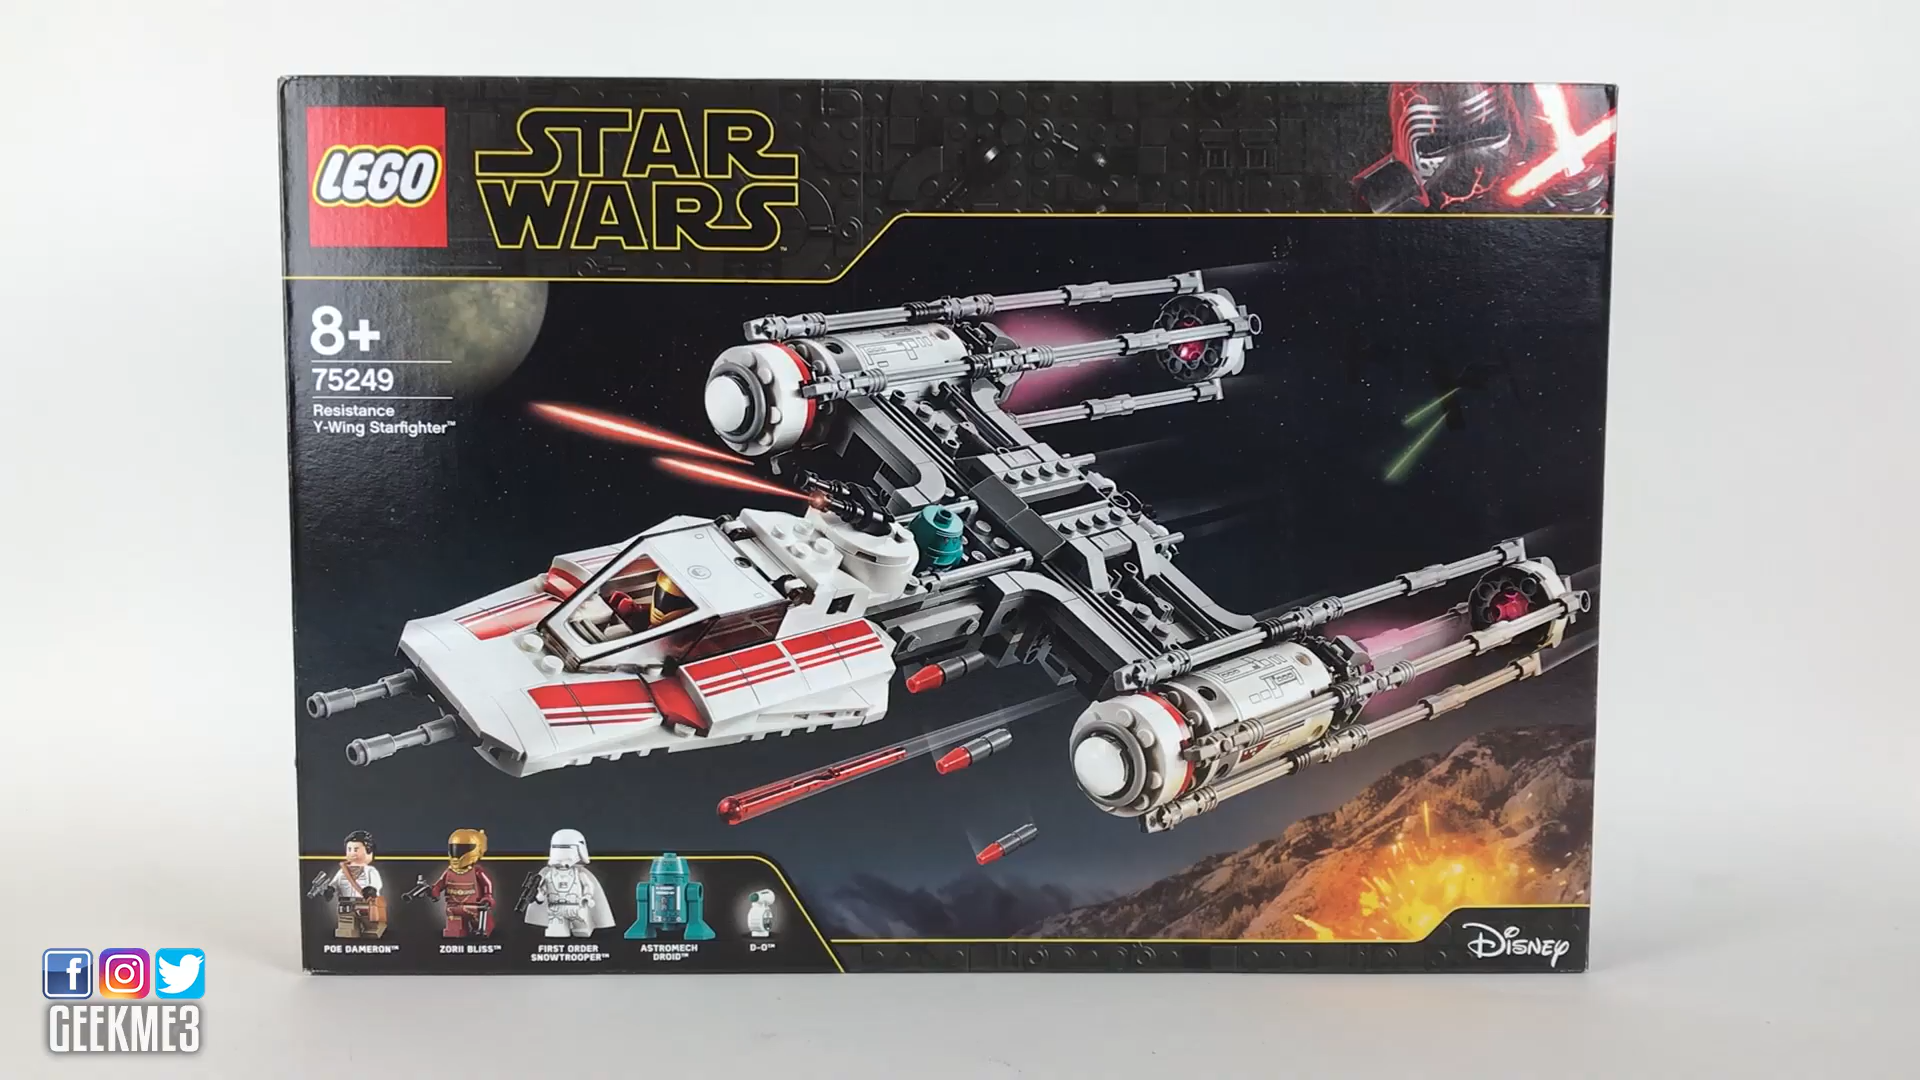 LEGO
STAR
WARS™
8+
75249
Resistance
Y-Wing Starfighter™
POE DAMERON™
ZORII BLISS™
FIRST ORDER
SNOWTROOPER™
ASTROMECH
DROID™
D-O™
Disney
GEEKME3